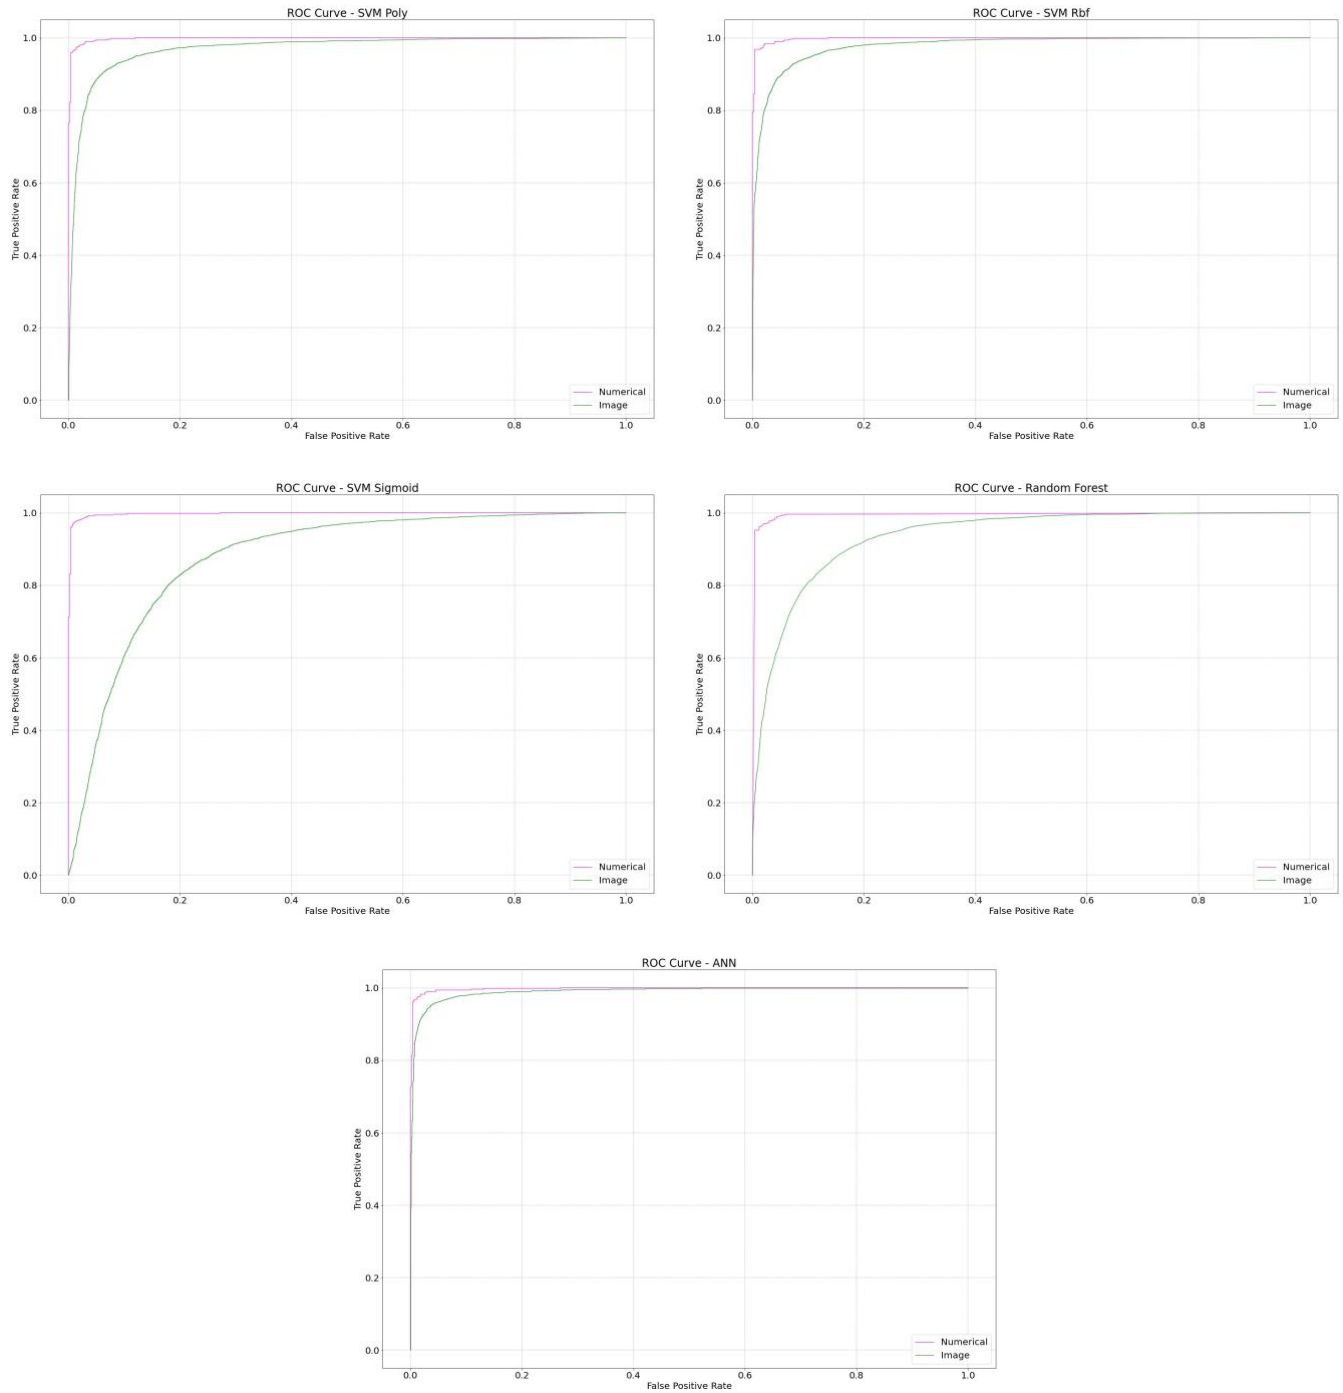 ROC Curve - SVM Poly
True Positive Rate
1.0
0.8
0.6
0.4
0.2
0.0
Numerical
Image
0.0 0.2 0.4 0.6 0.8 1.0
False Positive Rate
ROC Curve - SVM Rbf
True Positive Rate
1.0
0.8
0.6
0.4
0.2
0.0
Numerical
Image
0.0 0.2 0.4 0.6 0.8 1.0
False Positive Rate
ROC Curve - SVM Sigmoid
True Positive Rate
1.0
0.8
0.6
0.4
0.2
0.0
Numerical
Image
0.0 0.2 0.4 0.6 0.8 1.0
False Positive Rate
ROC Curve - Random Forest
True Positive Rate
1.0
0.8
0.6
0.4
0.2
0.0
Numerical
Image
0.0 0.2 0.4 0.6 0.8 1.0
False Positive Rate
ROC Curve - ANN
True Positive Rate
1.0
0.8
0.6
0.4
0.2
0.0
Numerical
Image
0.0 0.2 0.4 0.6 0.8 1.0
False Positive Rate